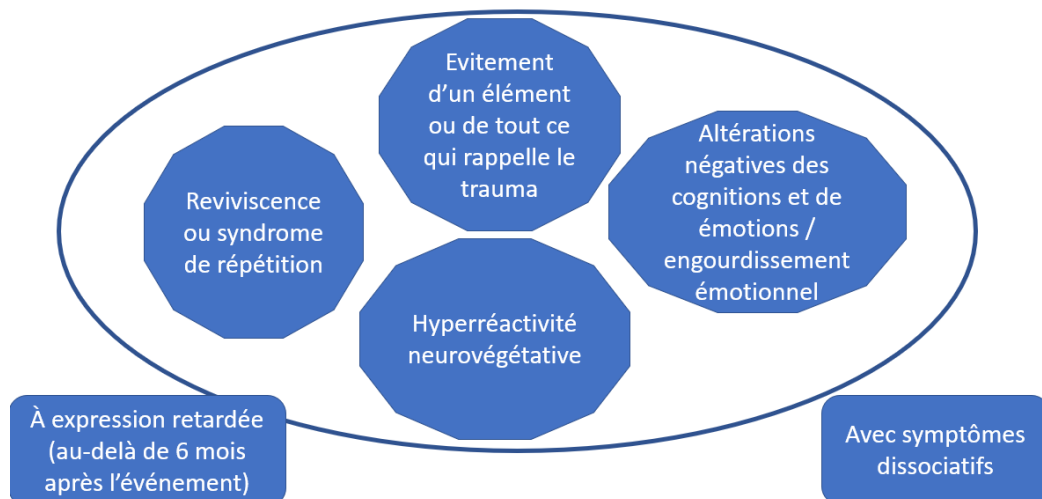 Evitement
d’un élément
ou de tout ce
qui rappelle le
trauma
Reviviscence
ou syndrome
de répétition
Altérations
négatives des
cognitions et de
émotions /
engourdissement
émotionnel
Hyperréactivité
neurovégétative
À expression retardée
(au-delà de 6 mois
après l’événement)
Avec symptômes
dissociatifs